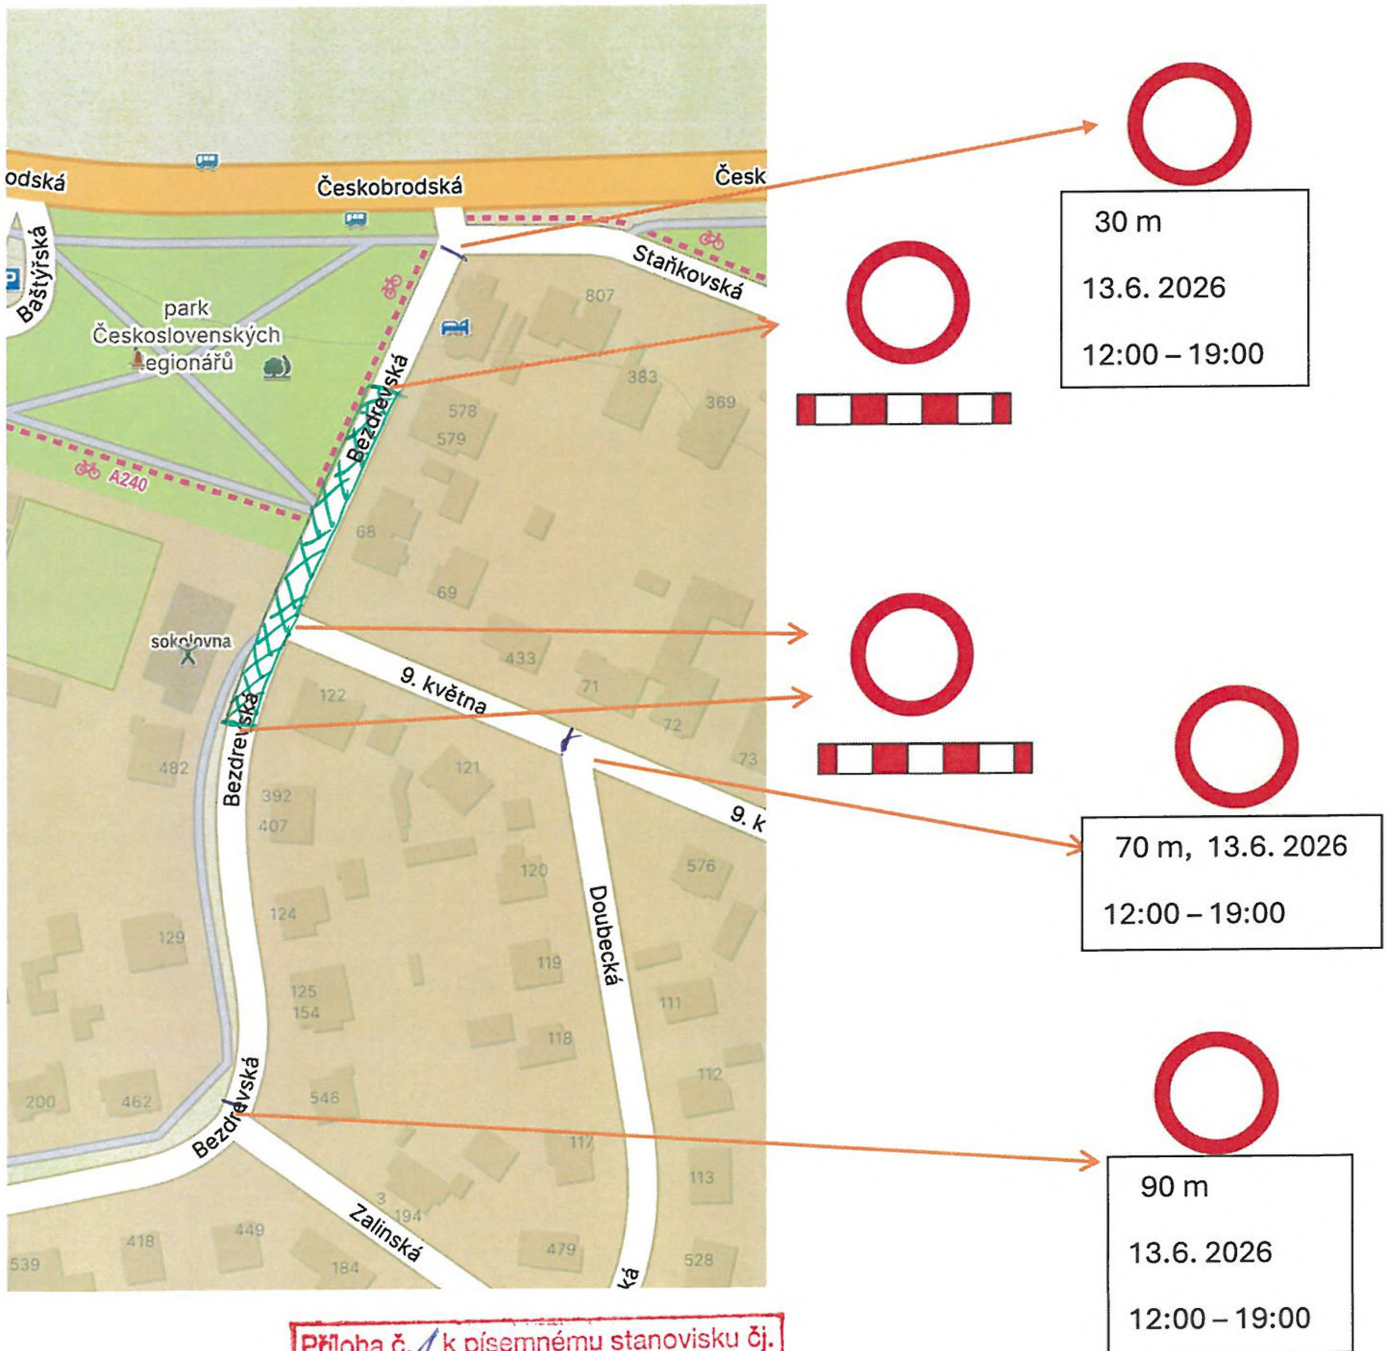 odská
Českobrodská
Česk
Baštýřská
P
Staňkovská
park
Československých
legionářů
807
383
369
Bezdrevská
578
579
A240
68
69
sokolovna
433
71
72
73
9. května
122
Bezdrevská
482
121
9. k
392
407
120
576
Doubecká
124
129
119
125
154
111
118
112
Bezdrevská
200
462
546
117
113
3
194
Zalinská
449
418
539
184
479
528
ká
30 m
13.6. 2026
12:00 – 19:00
70 m, 13.6. 2026
12:00 – 19:00
90 m
13.6. 2026
12:00 – 19:00
Příloha č. 1 k písemnému stanovisku čj.